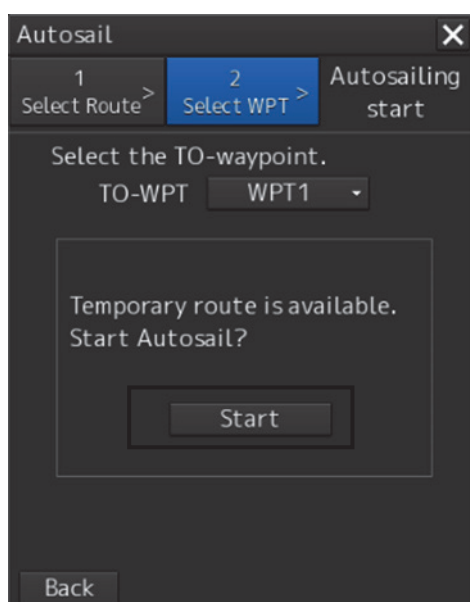 Autosail
1
Select Route >
2
Select WPT >
Autosailing
start
Select the TO-waypoint.
TO-WPT WPT1
Temporary route is available.
Start Autosail?
Start
Back